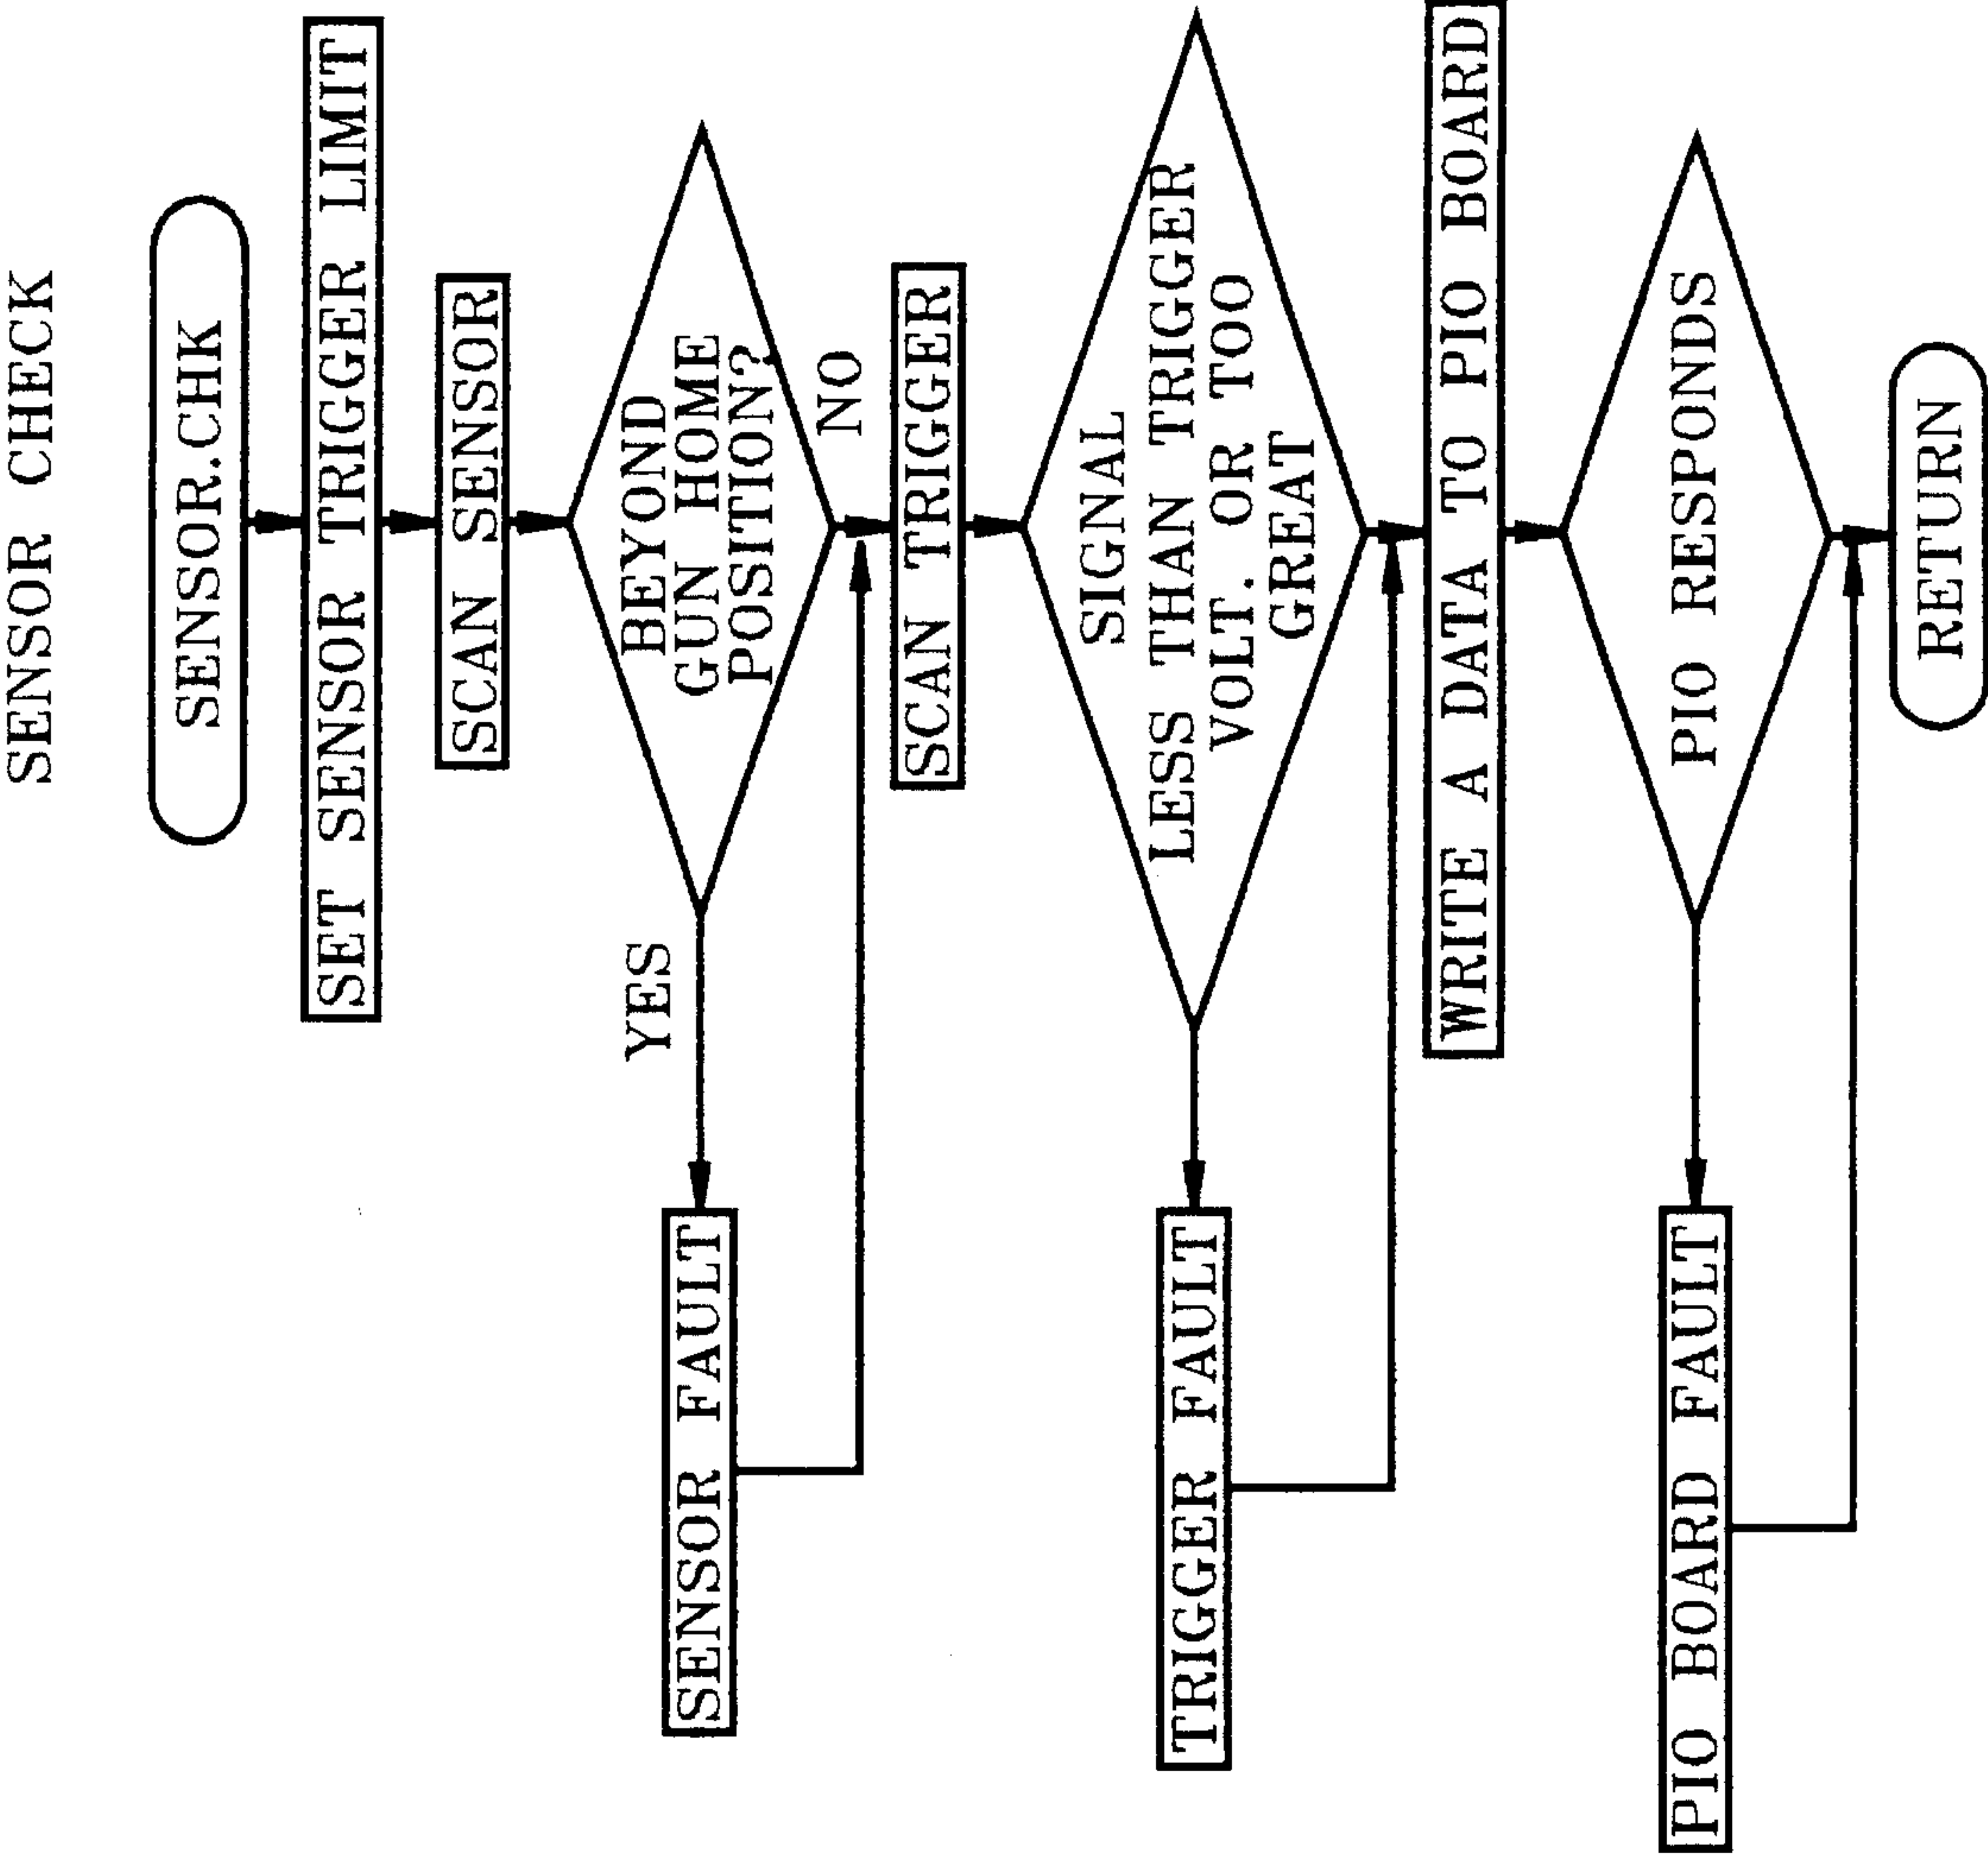 SENSOR CHECK
SENSOR.CHK
SET SENSOR TRIGGER LIMIT
SCAN SENSOR
BEYOND
GUN HOME
POSITION?
YES
NO
SENSOR FAULT
SCAN TRIGGER
SIGNAL
LESS THAN TRIGGER
VOLT. OR TOO
GREAT
TRIGGER FAULT
WRITE A DATA TO PIO BOARD
PIO RESPONDS
PIO BOARD FAULT
RETURN